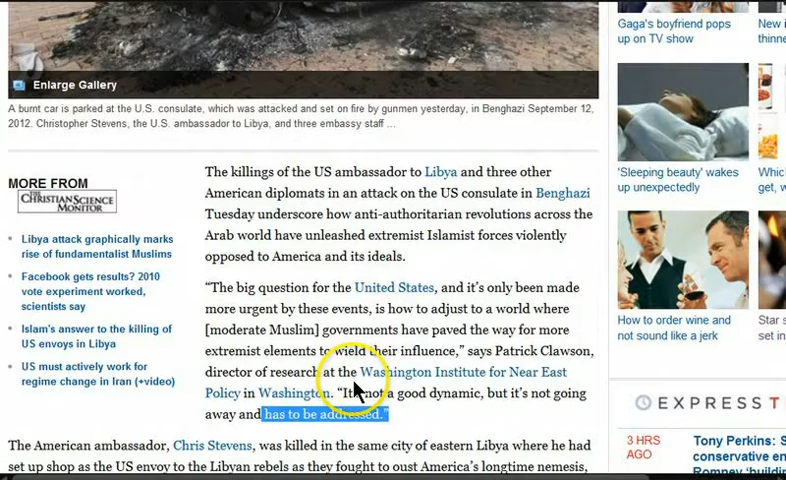 Enlarge Gallery
A burnt car is parked at the U.S. consulate, which was attacked and set on fire by gunmen yesterday, in Benghazi September 12,
2012. Christopher Stevens, the U.S. ambassador to Libya, and three embassy staff ...
MORE FROM
THE
CHRISTIAN SCIENCE
MONITOR
Libya attack graphically marks
rise of fundamentalist Muslims
Facebook gets results? 2010
vote experiment worked,
scientists say
Islam's answer to the killing of
US envoys in Libya
US must actively work for
regime change in Iran (+video)
The killings of the US ambassador to Libya and three other
American diplomats in an attack on the US consulate in Benghazi
Tuesday underscore how anti-authoritarian revolutions across the
Arab world have unleashed extremist Islamist forces violently
opposed to America and its ideals.
“The big question for the United States, and it's only been made
more urgent by these events, is how to adjust to a world where
[moderate Muslim] governments have paved the way for more
extremist elements to wield their influence,” says Patrick Clawson,
director of research at the Washington Institute for Near East
Policy in Washington. “It's not a good dynamic, but it's not going
away and has to be addressed.”
The American ambassador, Chris Stevens, was killed in the same city of eastern Libya where he had
set up shop as the US envoy to the Libyan rebels as they fought to oust America's longtime nemesis,
Gaga's boyfriend pops
up on TV show
New
thinne
'Sleeping beauty' wakes
up unexpectedly
Whic
get, w
How to order wine and
not sound like a jerk
Star
set in
EXPRESS T
3 HRS
AGO
Tony Perkins: S
conservative en
Romney 'buildin